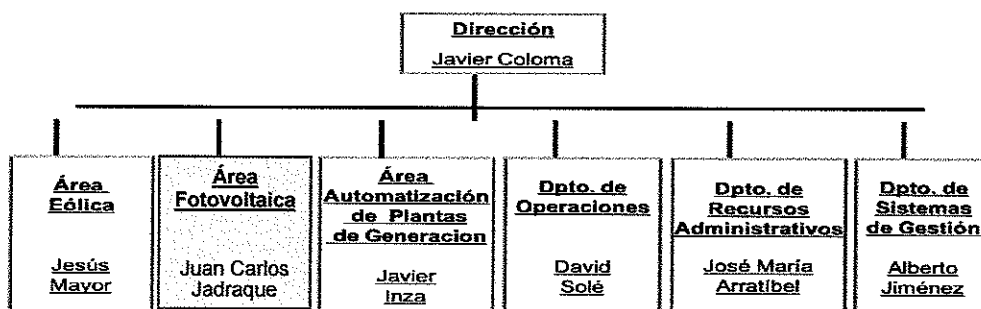 Dirección
Javier Coloma
Área
Eólica
Jesús
Mayor
Área
Fotovoltaica
Juan Carlos
Jadraque
Área
Automatización
de Plantas
de Generacion
Javier
Inza
Dpto. de
Operaciones
David
Solé
Dpto. de
Recursos
Administrativos
José María
Arratíbel
Dpto. de
Sistemas
de Gestión
Alberto
Jiménez